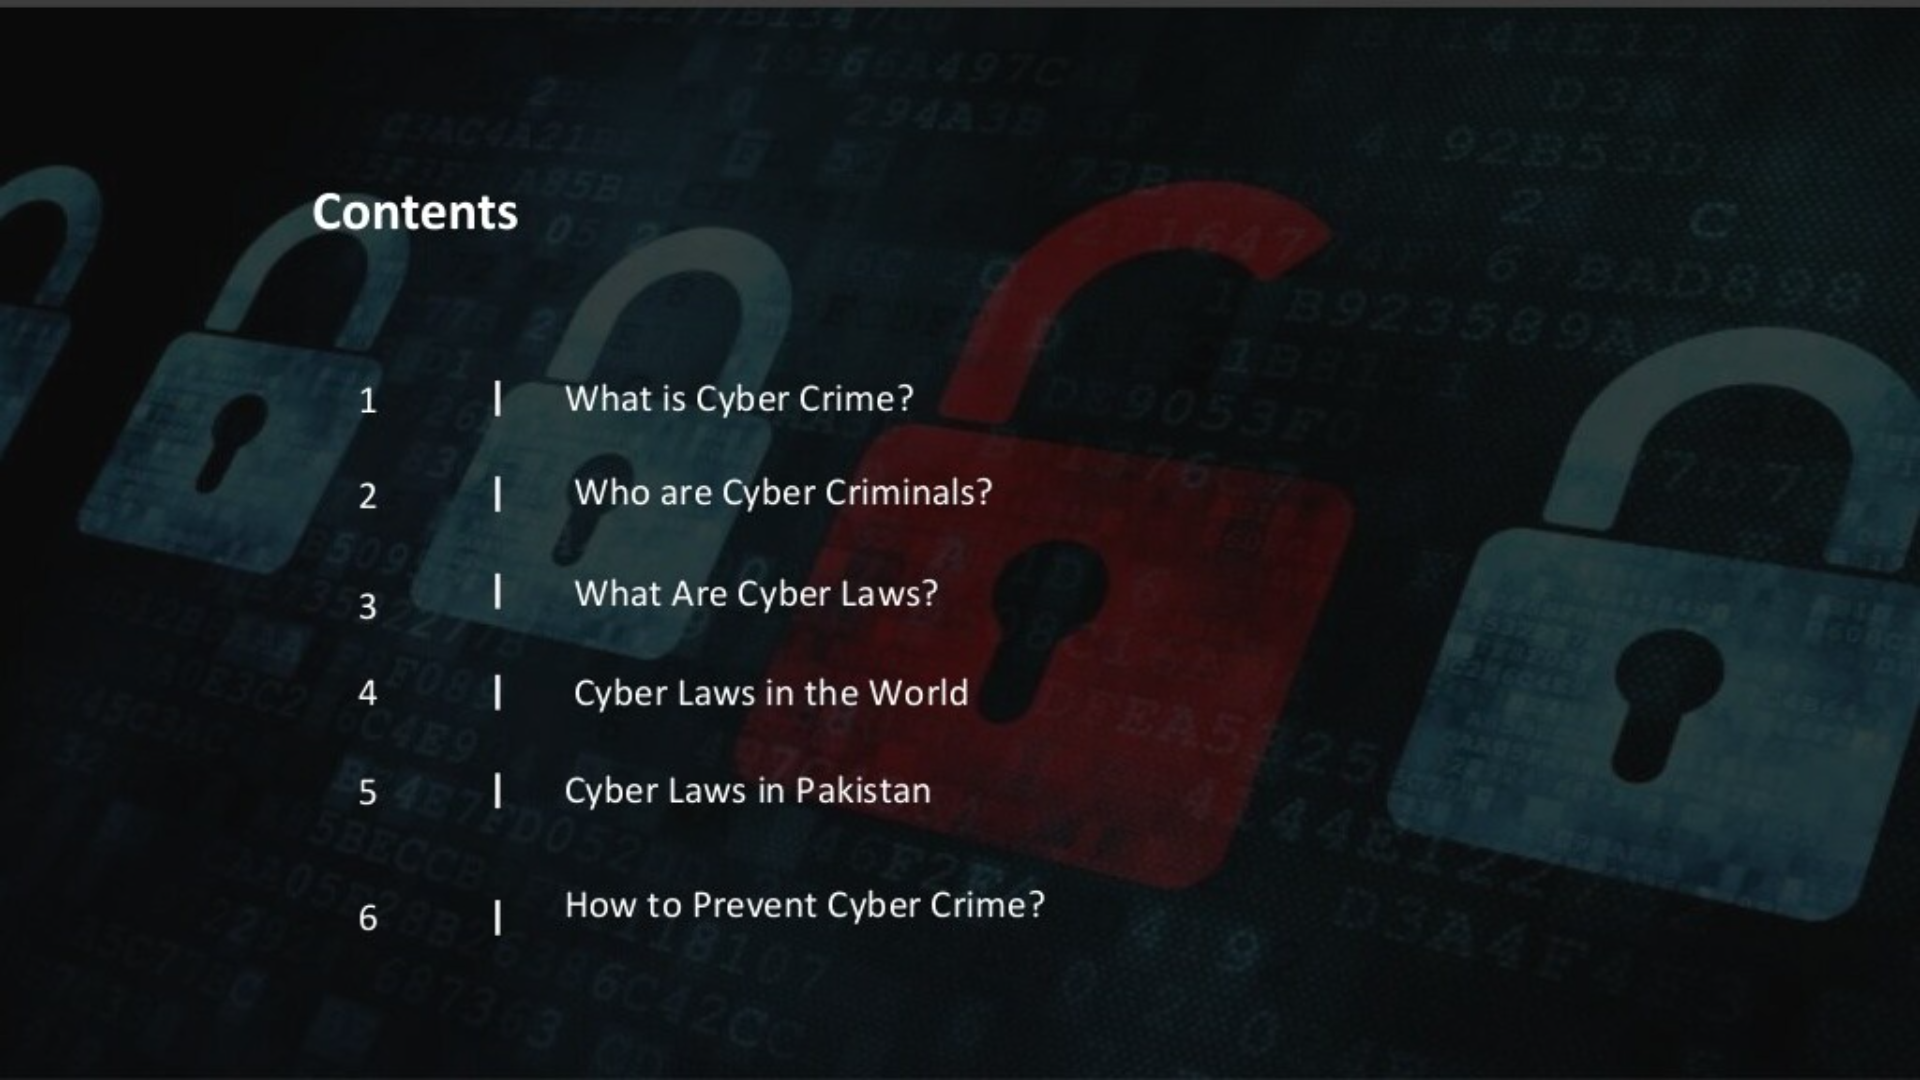 Contents
1 | What is Cyber Crime?
2 | Who are Cyber Criminals?
3 | What Are Cyber Laws?
4 | Cyber Laws in the World
5 | Cyber Laws in Pakistan
6 | How to Prevent Cyber Crime?